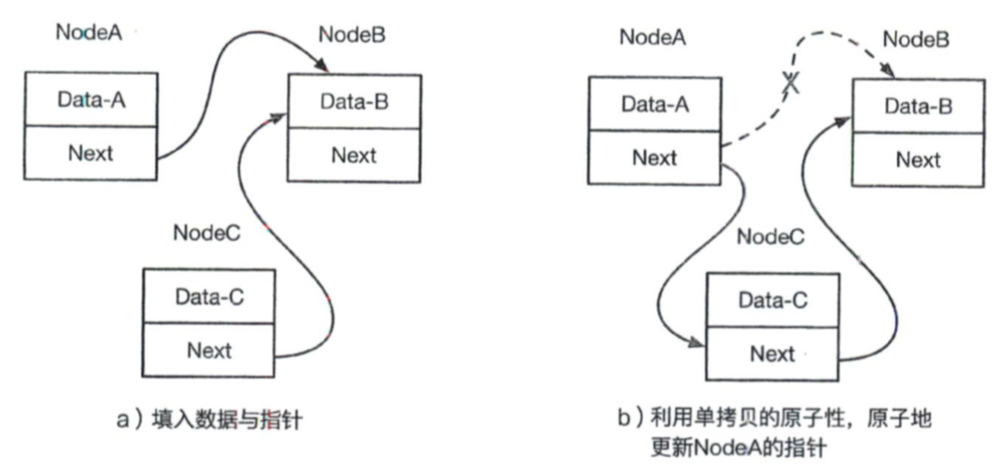 NodeA
NodeB
Data-A
Next
Data-B
Next
NodeC
Data-C
Next
a）填入数据与指针
NodeA
NodeB
Data-A
Next
Data-B
Next
NodeC
Data-C
Next
b）利用单拷贝的原子性，原子地
更新NodeA的指针